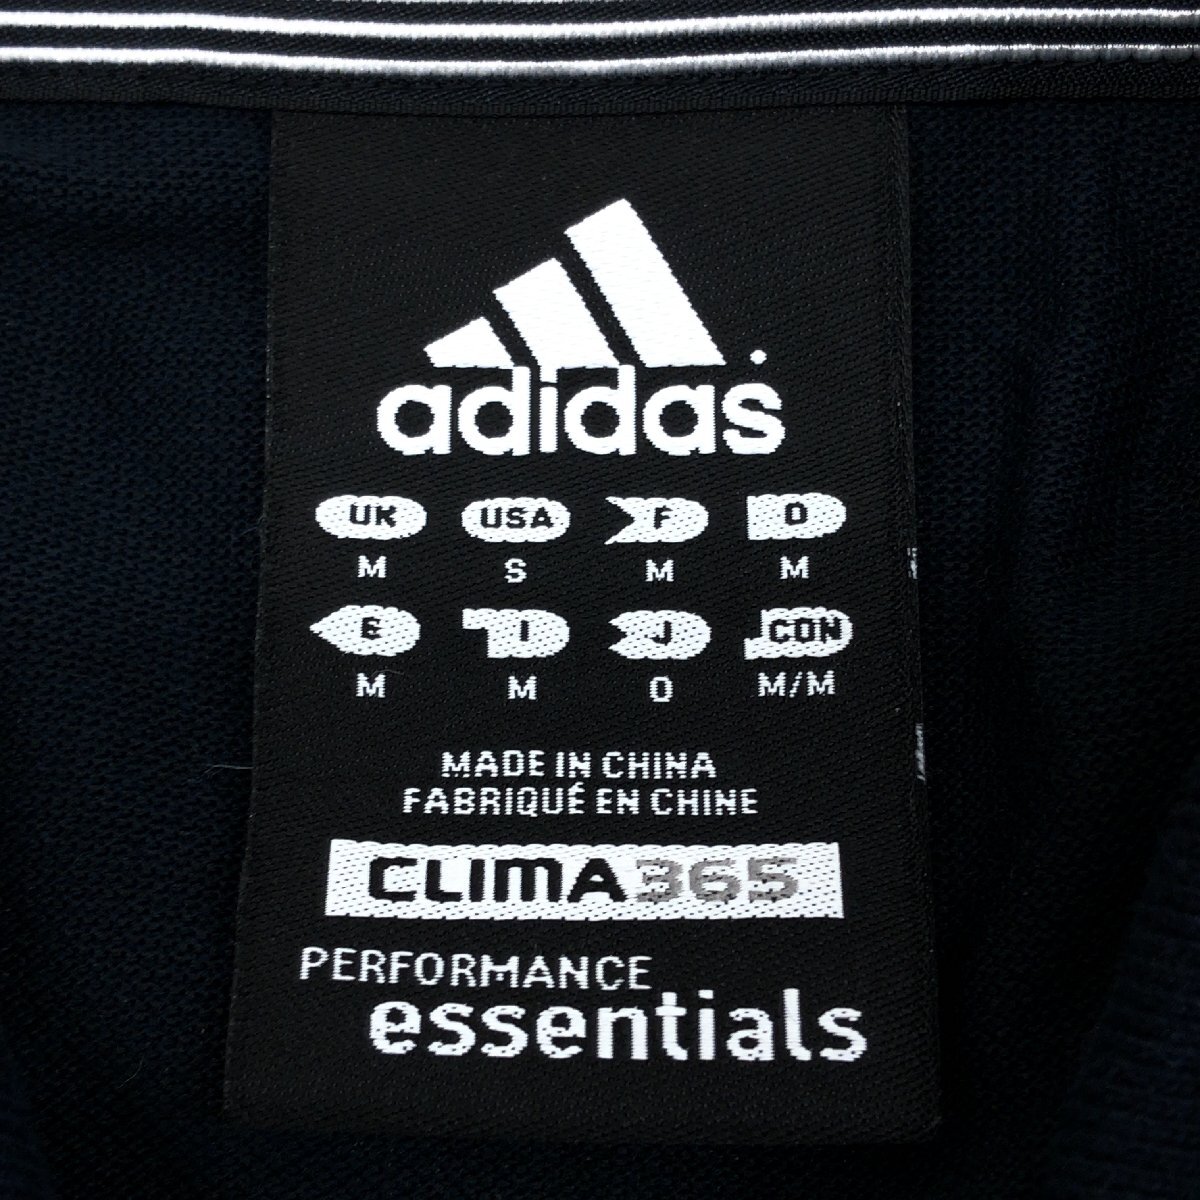 adidas
UK USA F D
M S M M
E I J CON
M M O M/M
MADE IN CHINA
FABRIQUÉ EN CHINE
CLIMA365
PERFORMANCE
essentials